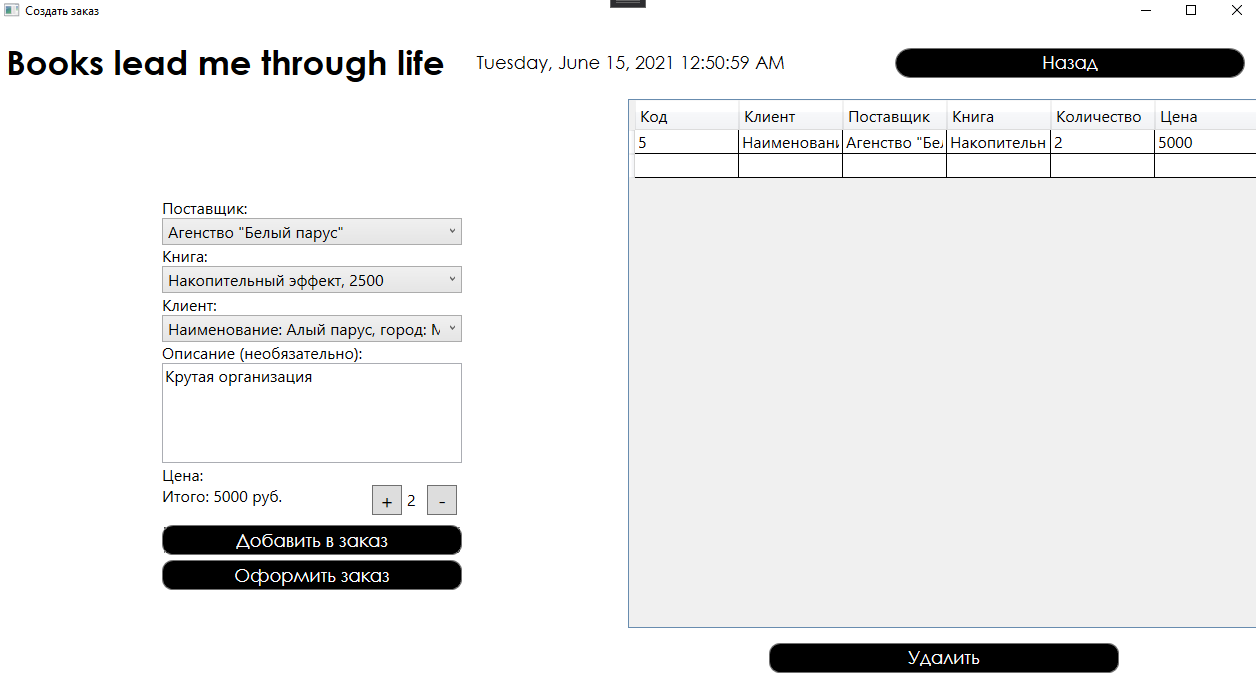 Создать заказ
Books lead me through life
Tuesday, June 15, 2021 12:50:59 AM
Назад
Поставщик:
Агенство "Белый парус"
Книга:
Накопительный эффект, 2500
Клиент:
Наименование: Алый парус, город: М
Описание (необязательно):
Крутая организация
Цена:
Итого: 5000 руб.
+ 2 -
Добавить в заказ
Оформить заказ
Код Клиент Поставщик Книга Количество Цена
5 Наименовани Агенство "Бел Накопительн 2 5000
Удалить